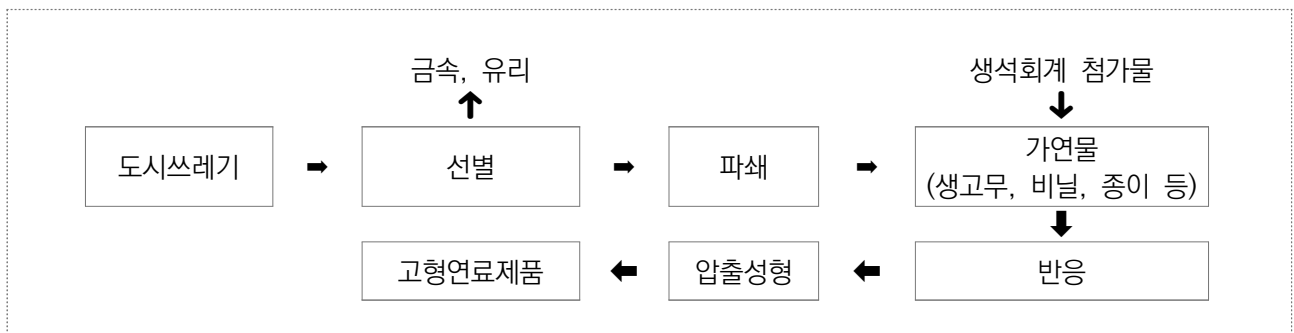 금속, 유리
생석회계 첨가물
도시쓰레기
선별
파쇄
가연물
(생고무, 비닐, 종이 등)
고형연료제품
압출성형
반응